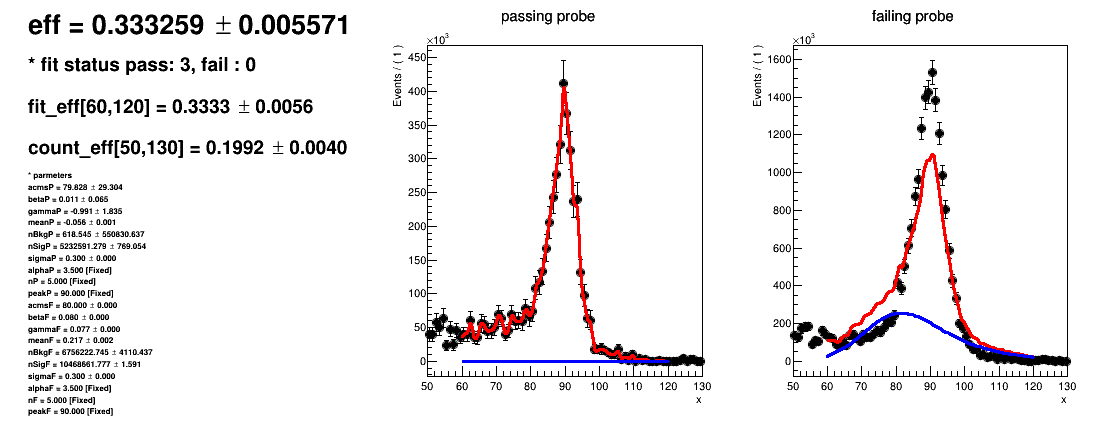 eff = 0.333259 ± 0.005571
* fit status pass: 3, fail : 0
fit_eff[60,120] = 0.3333 ± 0.0056
count_eff[50,130] = 0.1992 ± 0.0040
* parmeters
acmsP = 79.828 ± 29.304
betaP = 0.011 ± 0.065
gammaP = -0.991 ± 1.835
meanP = -0.056 ± 0.001
nBkgP = 618.545 ± 550830.637
nSigP = 5232591.279 ± 769.054
sigmaP = 0.300 ± 0.000
alphaP = 3.500 [Fixed]
nP = 5.000 [Fixed]
peakP = 90.000 [Fixed]
acmsF = 80.000 ± 0.000
betaF = 0.080 ± 0.000
gammaF = 0.077 ± 0.000
meanF = 0.217 ± 0.002
nBkgF = 6756222.745 ± 4110.437
nSigF = 10468661.777 ± 1.591
sigmaF = 0.300 ± 0.000
alphaF = 3.500 [Fixed]
nF = 5.000 [Fixed]
peakF = 90.000 [Fixed]
passing probe
×10³
Events / ( 1 )
450
400
350
300
250
200
150
100
50
0
50 60 70 80 90 100 110 120 130
x
failing probe
×10³
Events / ( 1 )
1600
1400
1200
1000
800
600
400
200
0
50 60 70 80 90 100 110 120 130
x